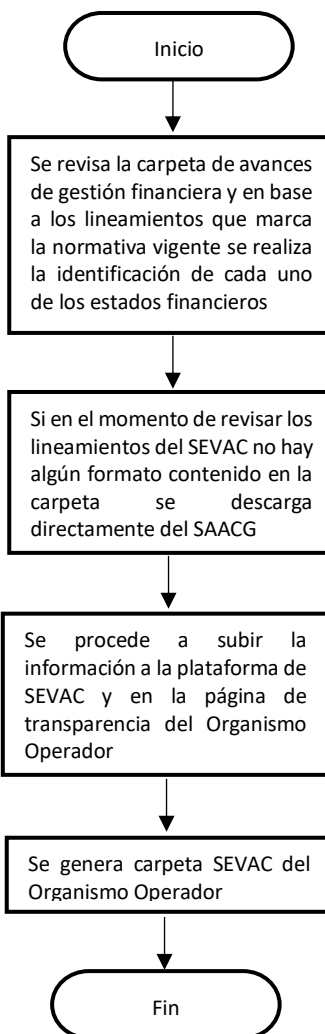 Inicio
Se revisa la carpeta de avances
de gestión financiera y en base
a los lineamientos que marca
la normativa vigente se realiza
la identificación de cada uno
de los estados financieros
Si en el momento de revisar los
lineamientos del SEVAC no hay
algún formato contenido en la
carpeta se descarga
directamente del SAACG
Se procede a subir la
información a la plataforma de
SEVAC y en la página de
transparencia del Organismo
Operador
Se genera carpeta SEVAC del
Organismo Operador
Fin